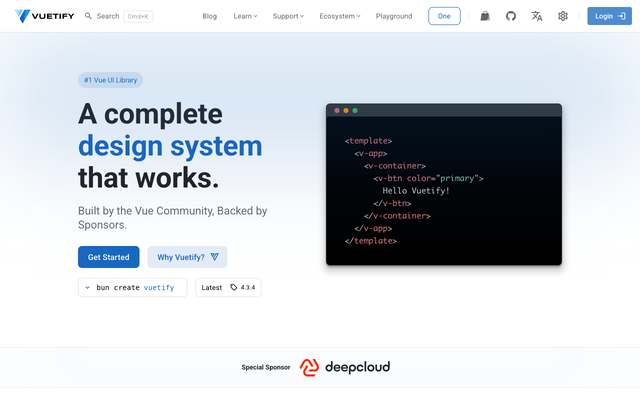 VUETIFY
Search Cmd+K
Blog
Learn
Support
Ecosystem
Playground
One
Login
#1 Vue UI Library
A complete
design system
that works.
Built by the Vue Community, Backed by
Sponsors.
Get Started
Why Vuetify?
bun create vuetify
Latest 4.3.4
<template>
<v-app>
<v-container>
<v-btn color="primary">
Hello Vuetify!
</v-btn>
</v-container>
</v-app>
</template>
Special Sponsor
deepcloud